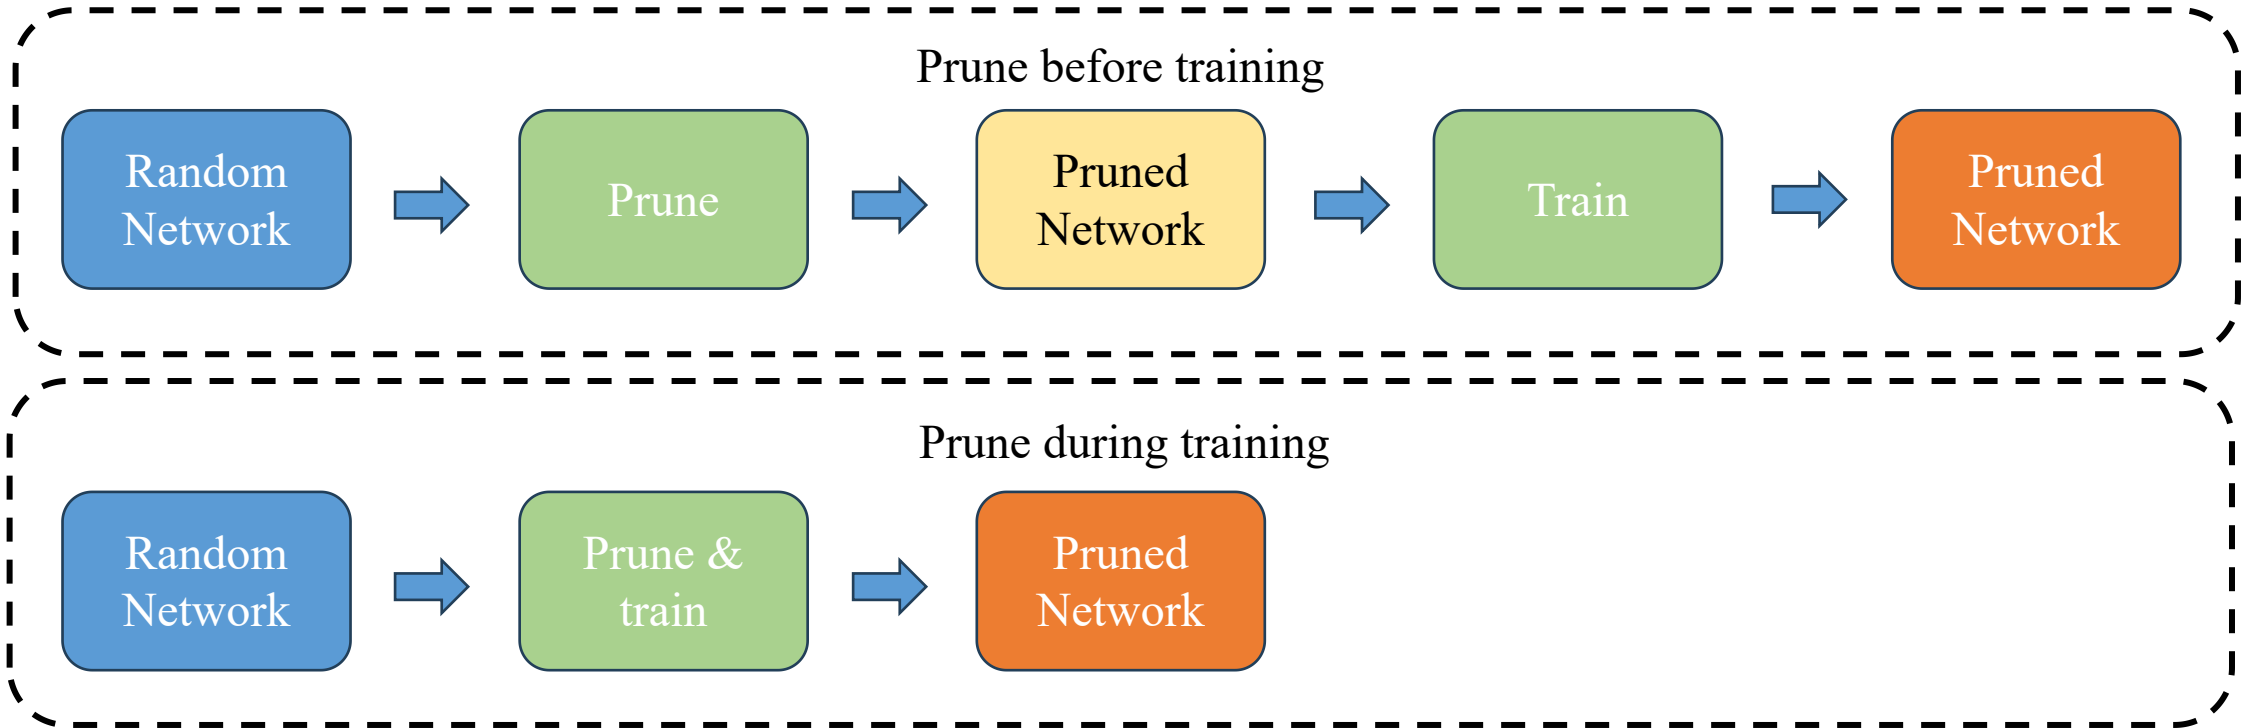 Prune before training
Random
Network
Prune
Pruned
Network
Train
Pruned
Network
Prune during training
Random
Network
Prune &
train
Pruned
Network